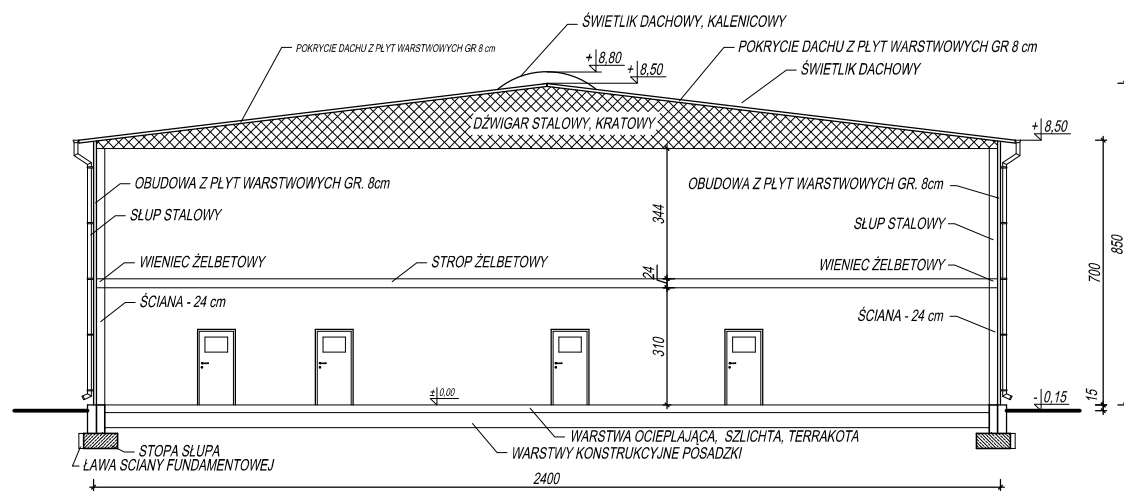 ŚWIETLIK DACHOWY, KALENICOWY
POKRYCIE DACHU Z PŁYT WARSTWOWYCH GR 8 cm
POKRYCIE DACHU Z PŁYT WARSTWOWYCH GR 8 cm
+ 8,80
+ 8,50
ŚWIETLIK DACHOWY
DŹWIGAR STALOWY, KRATOWY
+ 8,50
OBUDOWA Z PŁYT WARSTWOWYCH GR. 8cm
OBUDOWA Z PŁYT WARSTWOWYCH GR. 8cm
SŁUP STALOWY
344
SŁUP STALOWY
850
700
WIENIEC ŻELBETOWY
STROP ŻELBETOWY
24
WIENIEC ŻELBETOWY
ŚCIANA - 24 cm
ŚCIANA - 24 cm
310
± 0,00
- 0,15
15
WARSTWA OCIEPLAJĄCA, SZLICHTA, TERRAKOTA
STOPA SŁUPA
WARSTWY KONSTRUKCYJNE POSADZKI
ŁAWA SCIANY FUNDAMENTOWEJ
2400